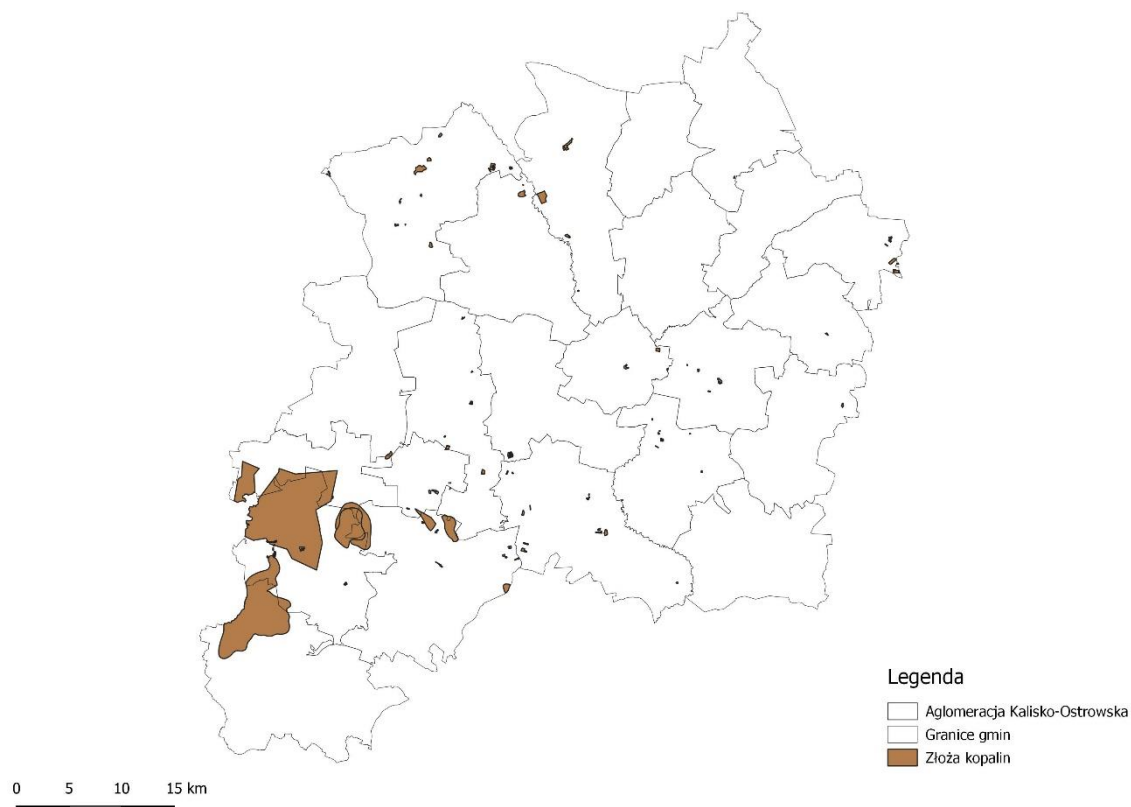 Legenda
Aglomeracja Kalisko-Ostrowska
Granice gmin
Złoża kopalin
0 5 10 15 km